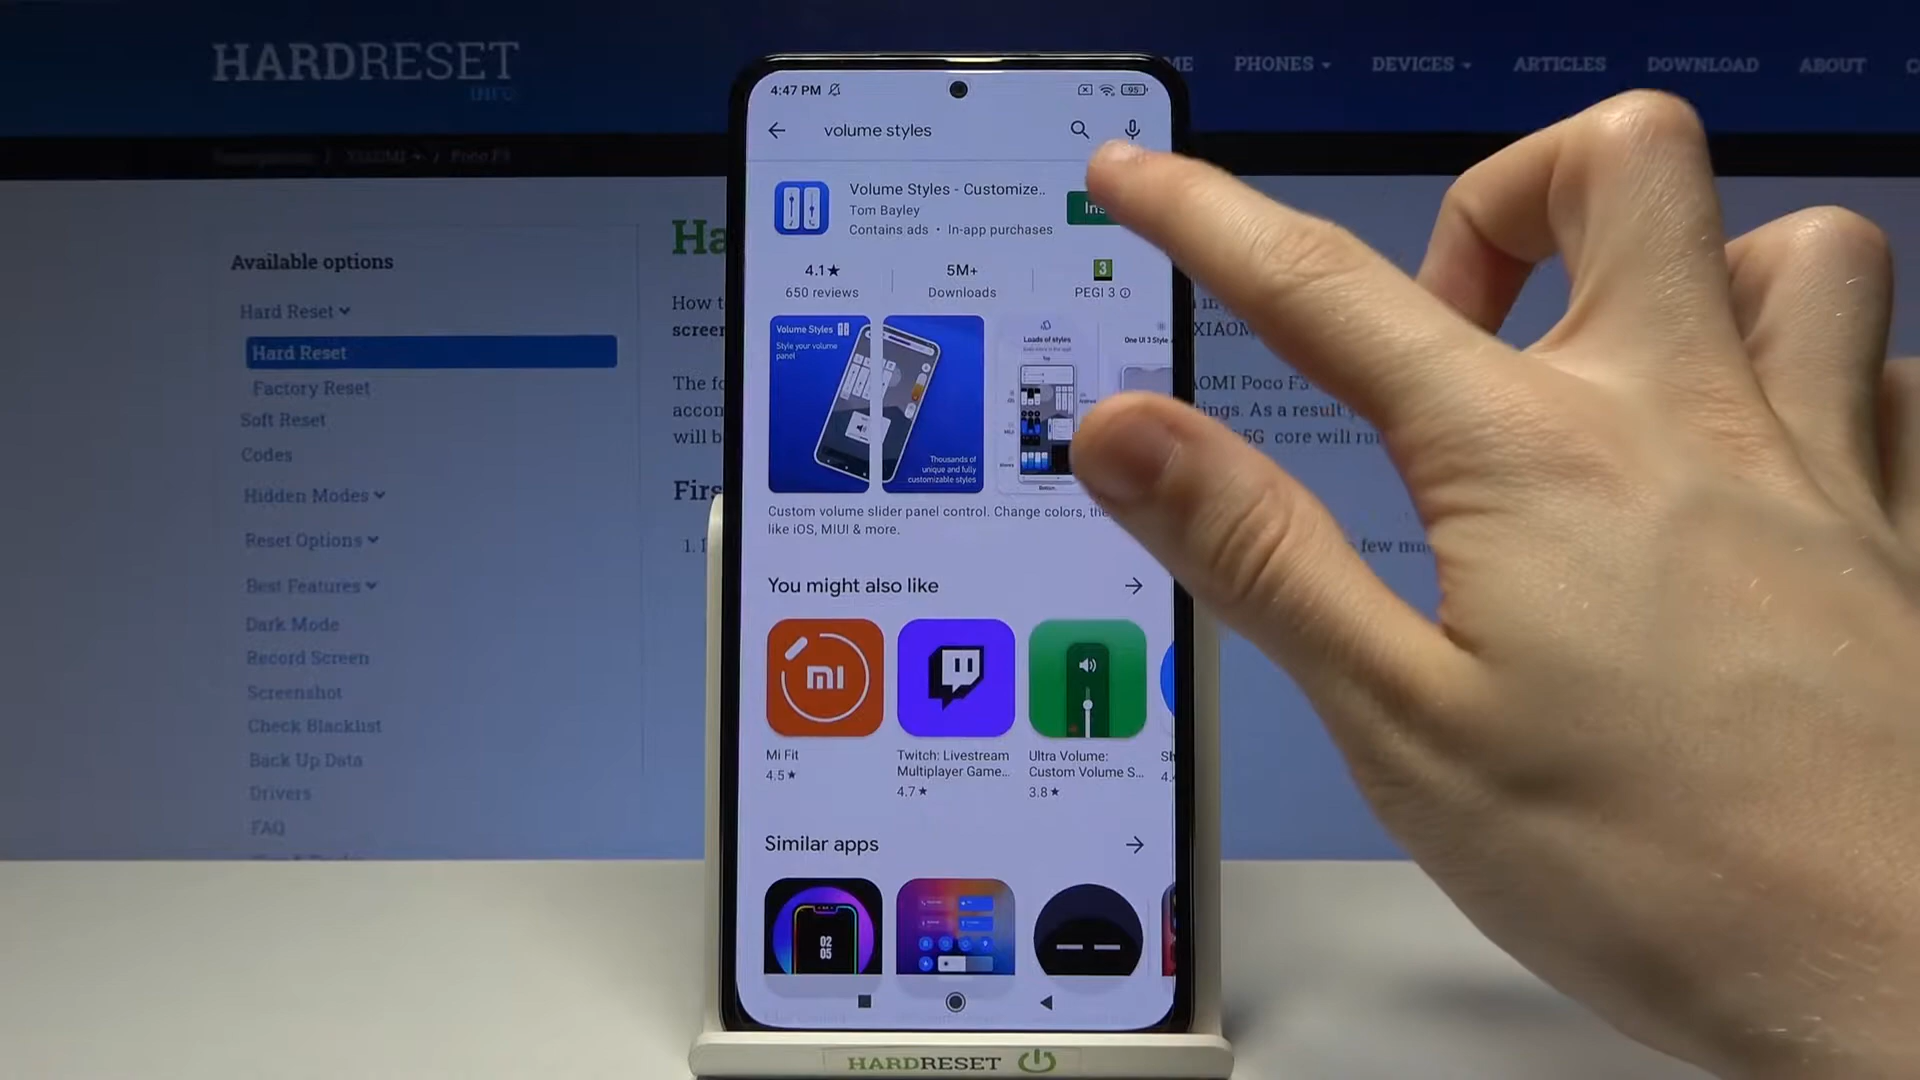 HARDRESET
INFO
PHONES
DEVICES
ARTICLES
DOWNLOAD
ABOUT
XIAOMI / Poco F3
Available options
Hard Reset
Hard Reset
Factory Reset
Soft Reset
Codes
Hidden Modes
Reset Options
Best Features
Dark Mode
Record Screen
Screenshot
Check Blacklist
Back Up Data
Drivers
FAQ
4:47 PM
95
volume styles
Volume Styles - Customize..
Tom Bayley
Contains ads • In-app purchases
4.1★
650 reviews
5M+
Downloads
3
PEGI 3
Volume Styles
Style your volume
panel
Thousands of
unique and fully
customizable styles
Loads of styles
One UI 3 Style
Custom volume slider panel control. Change colors,
like iOS, MIUI & more.
You might also like
mi
Mi Fit
4.5★
Twitch: Livestream
Multiplayer Game...
4.7★
Ultra Volume:
Custom Volume S...
3.8★
Similar apps
02
05
HARDRESET